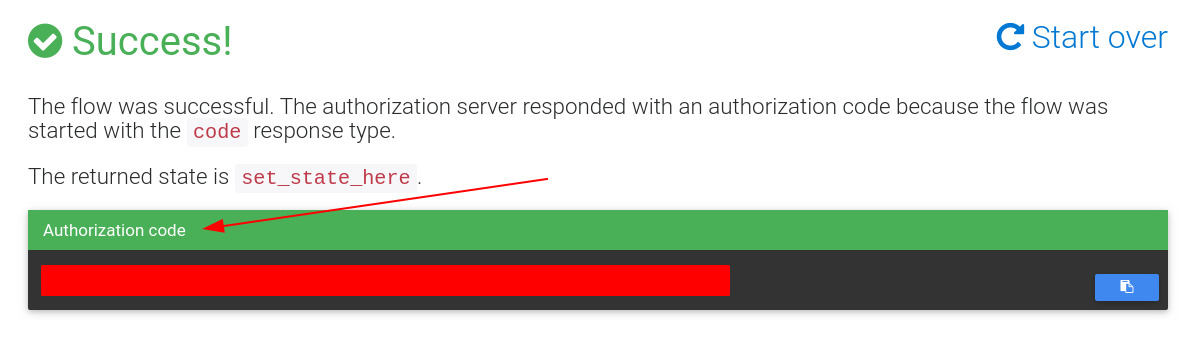 Success!
Start over
The flow was successful. The authorization server responded with an authorization code because the flow was
started with the code response type.
The returned state is set_state_here.
Authorization code